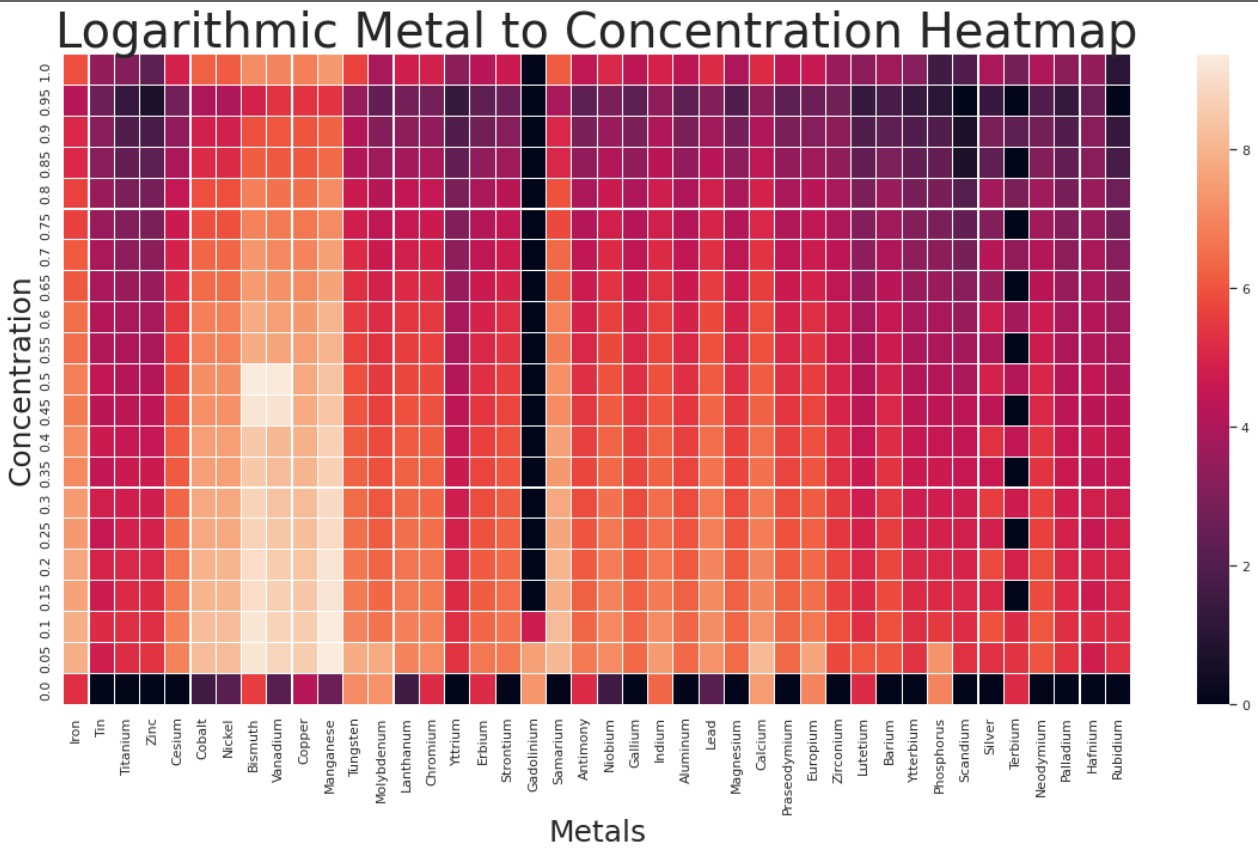 Logarithmic Metal to Concentration Heatmap
Concentration
1.0
0.95
0.9
0.85
0.8
0.75
0.7
0.65
0.6
0.55
0.5
0.45
0.4
0.35
0.3
0.25
0.2
0.15
0.1
0.05
0.0
Iron
Tin
Titanium
Zinc
Cesium
Cobalt
Nickel
Bismuth
Vanadium
Copper
Manganese
Tungsten
Molybdenum
Lanthanum
Chromium
Yttrium
Erbium
Strontium
Gadolinium
Samarium
Antimony
Niobium
Gallium
Indium
Aluminum
Lead
Magnesium
Calcium
Praseodymium
Europium
Zirconium
Lutetium
Barium
Ytterbium
Phosphorus
Scandium
Silver
Terbium
Neodymium
Palladium
Hafnium
Rubidium
Metals
8
6
4
2
0